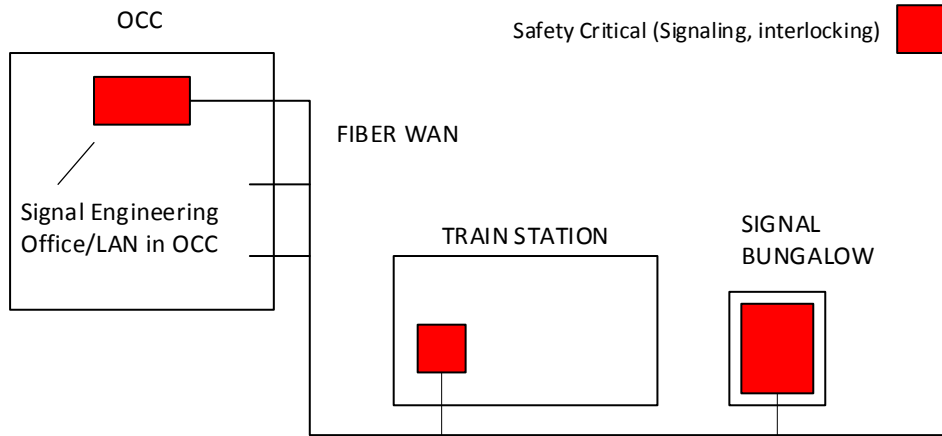 OCC
Safety Critical (Signaling, interlocking)
FIBER WAN
Signal Engineering
Office/LAN in OCC
TRAIN STATION
SIGNAL
BUNGALOW